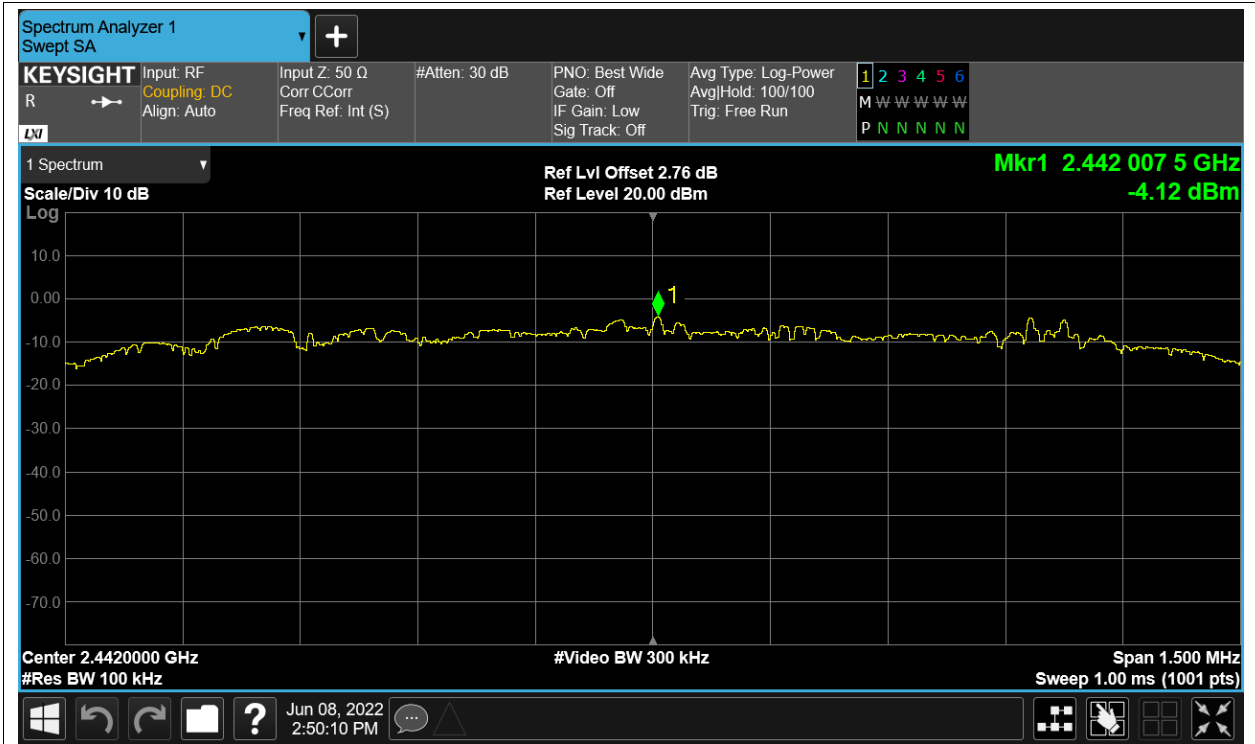 Spectrum Analyzer 1
Swept SA
KEYSIGHT
R
LXI
Input: RF
Coupling: DC
Align: Auto
Input Z: 50 Ω
Corr CCorr
Freq Ref: Int (S)
#Atten: 30 dB
PNO: Best Wide
Gate: Off
IF Gain: Low
Sig Track: Off
Avg Type: Log-Power
Avg|Hold: 100/100
Trig: Free Run
1 2 3 4 5 6
M W W W W W
P N N N N N
1 Spectrum
Scale/Div 10 dB
Log
Ref Lvl Offset 2.76 dB
Ref Level 20.00 dBm
Mkr1 2.442 007 5 GHz
-4.12 dBm
10.0
0.00
1
-10.0
-20.0
-30.0
-40.0
-50.0
-60.0
-70.0
Center 2.4420000 GHz
#Video BW 300 kHz
Span 1.500 MHz
#Res BW 100 kHz
Sweep 1.00 ms (1001 pts)
?
Jun 08, 2022
2:50:10 PM